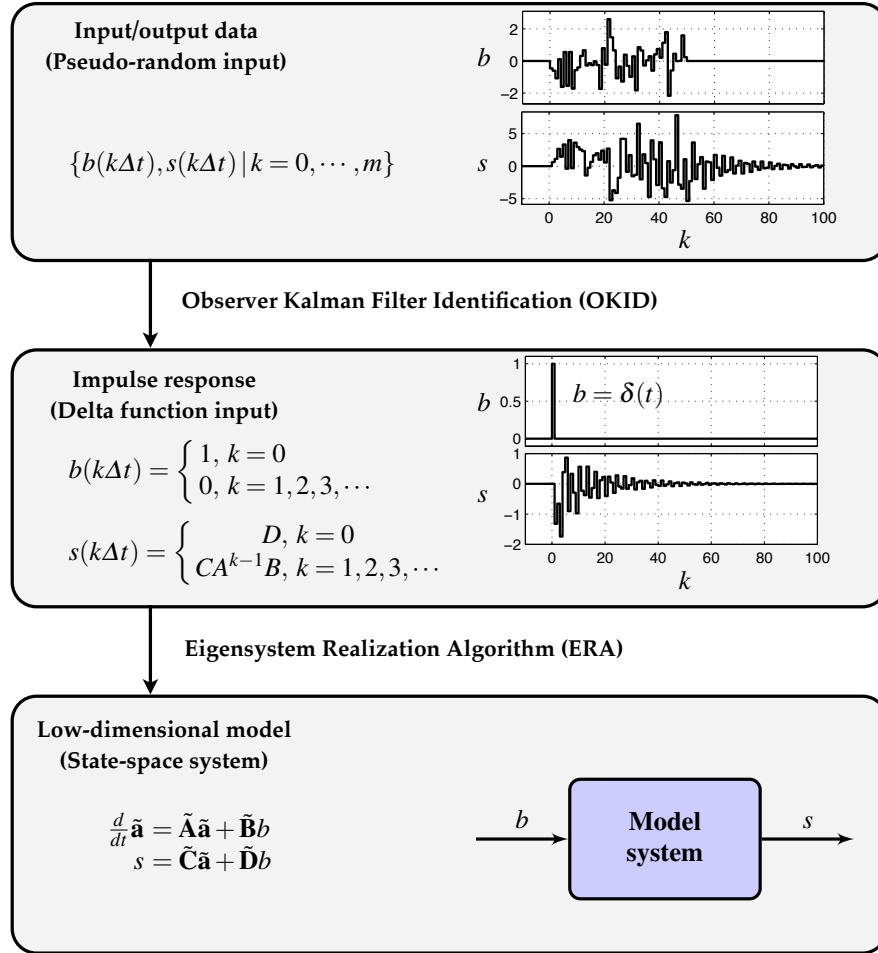 Input/output data
(Pseudo-random input)
{b(kΔt), s(kΔt) | k = 0, ⋯ , m}
b
2
0
−2
s
5
0
−5
0 20 40 60 80 100
k
Observer Kalman Filter Identification (OKID)
Impulse response
(Delta function input)
b(kΔt) = { 1, k = 0
0, k = 1, 2, 3, ⋯
s(kΔt) = { D, k = 0
CA^{k−1}B, k = 1, 2, 3, ⋯
b
1
0.5
0
b = δ(t)
s
1
0
−1
−2
0 20 40 60 80 100
k
Eigensystem Realization Algorithm (ERA)
Low-dimensional model
(State-space system)
d/dt ã = Ãã + B̃b
s = C̃ã + D̃b
b
Model
system
s